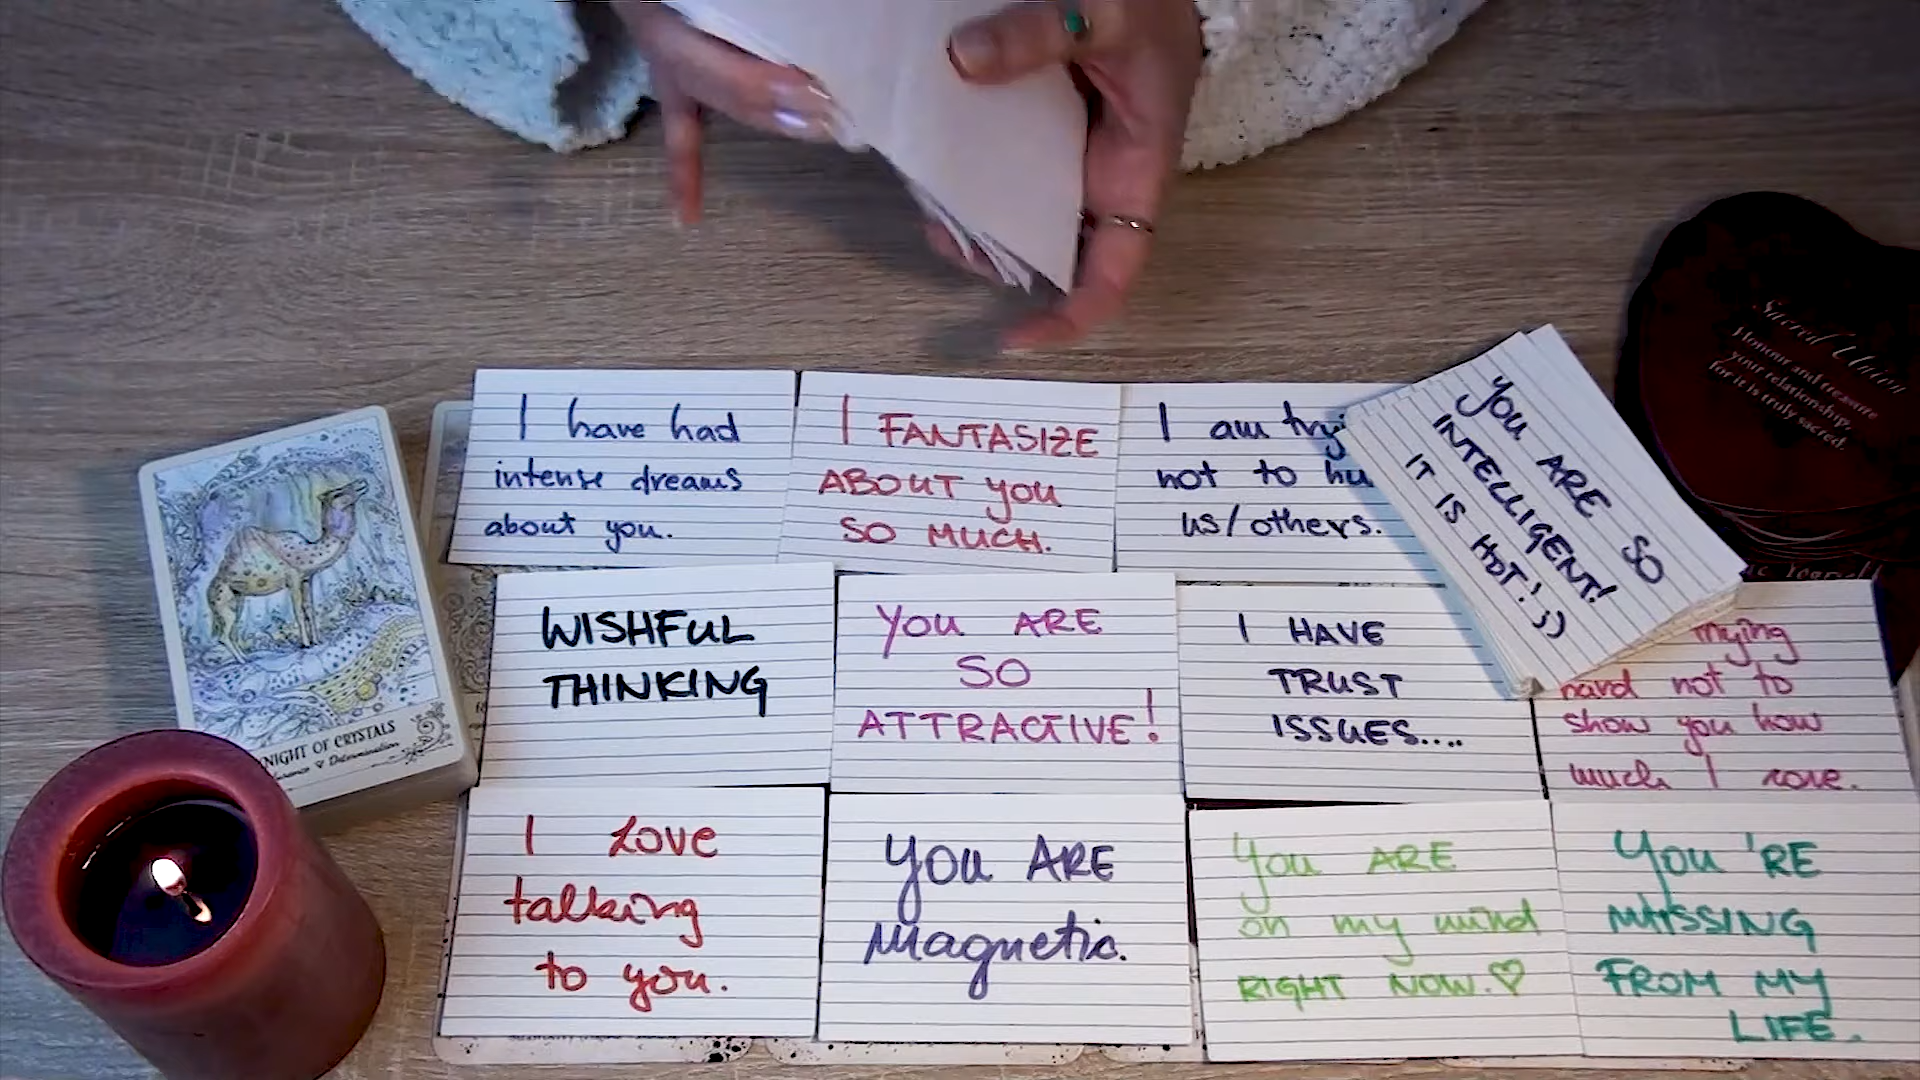 I have had
intense dreams
about you.
I FANTASIZE
ABOUT YOU
SO MUCH.
I am
not to
us/others.
YOU ARE SO
INTELLIGENT!
IT IS HOT! ;)
Sacred Union
Honour and treasure
your relationship,
for it is truly sacred.
WISHFUL
THINKING
YOU ARE
SO
ATTRACTIVE!
I HAVE
TRUST
ISSUES....
trying
hard not to
show you how
much I care.
OF CRYSTALS
Determination
I LOVE
talking
to you.
YOU ARE
magnetic.
YOU ARE
on my mind
RIGHT NOW. ♡
YOU'RE
MISSING
FROM MY
LIFE.